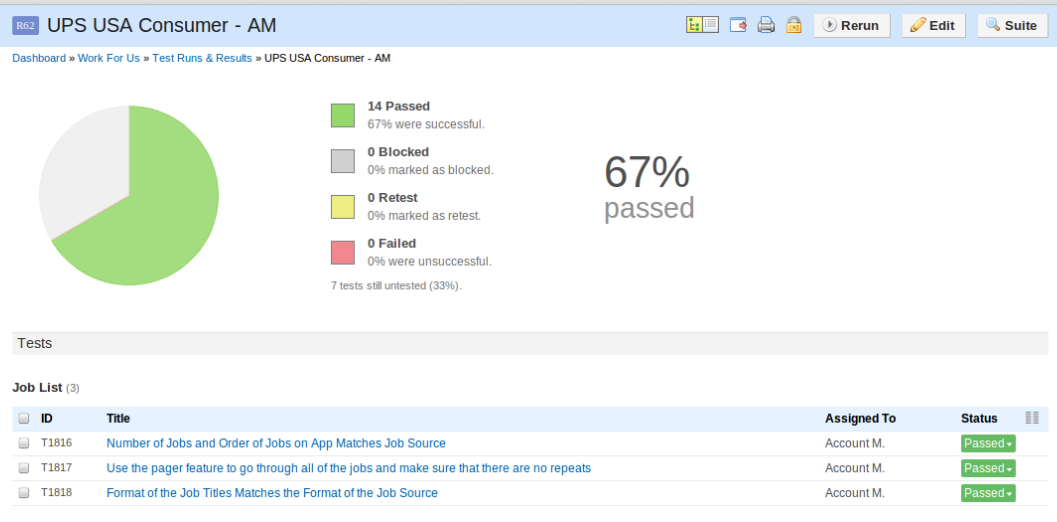 R62 UPS USA Consumer - AM Rerun Edit Suite
Dashboard » Work For Us » Test Runs & Results » UPS USA Consumer - AM
14 Passed
67% were successful.
0 Blocked
0% marked as blocked.
0 Retest
0% marked as retest.
0 Failed
0% were unsuccessful.
7 tests still untested (33%).
67%
passed
Tests
Job List (3)
ID Title Assigned To Status
T1816 Number of Jobs and Order of Jobs on App Matches Job Source Account M. Passed
T1817 Use the pager feature to go through all of the jobs and make sure that there are no repeats Account M. Passed
T1818 Format of the Job Titles Matches the Format of the Job Source Account M. Passed